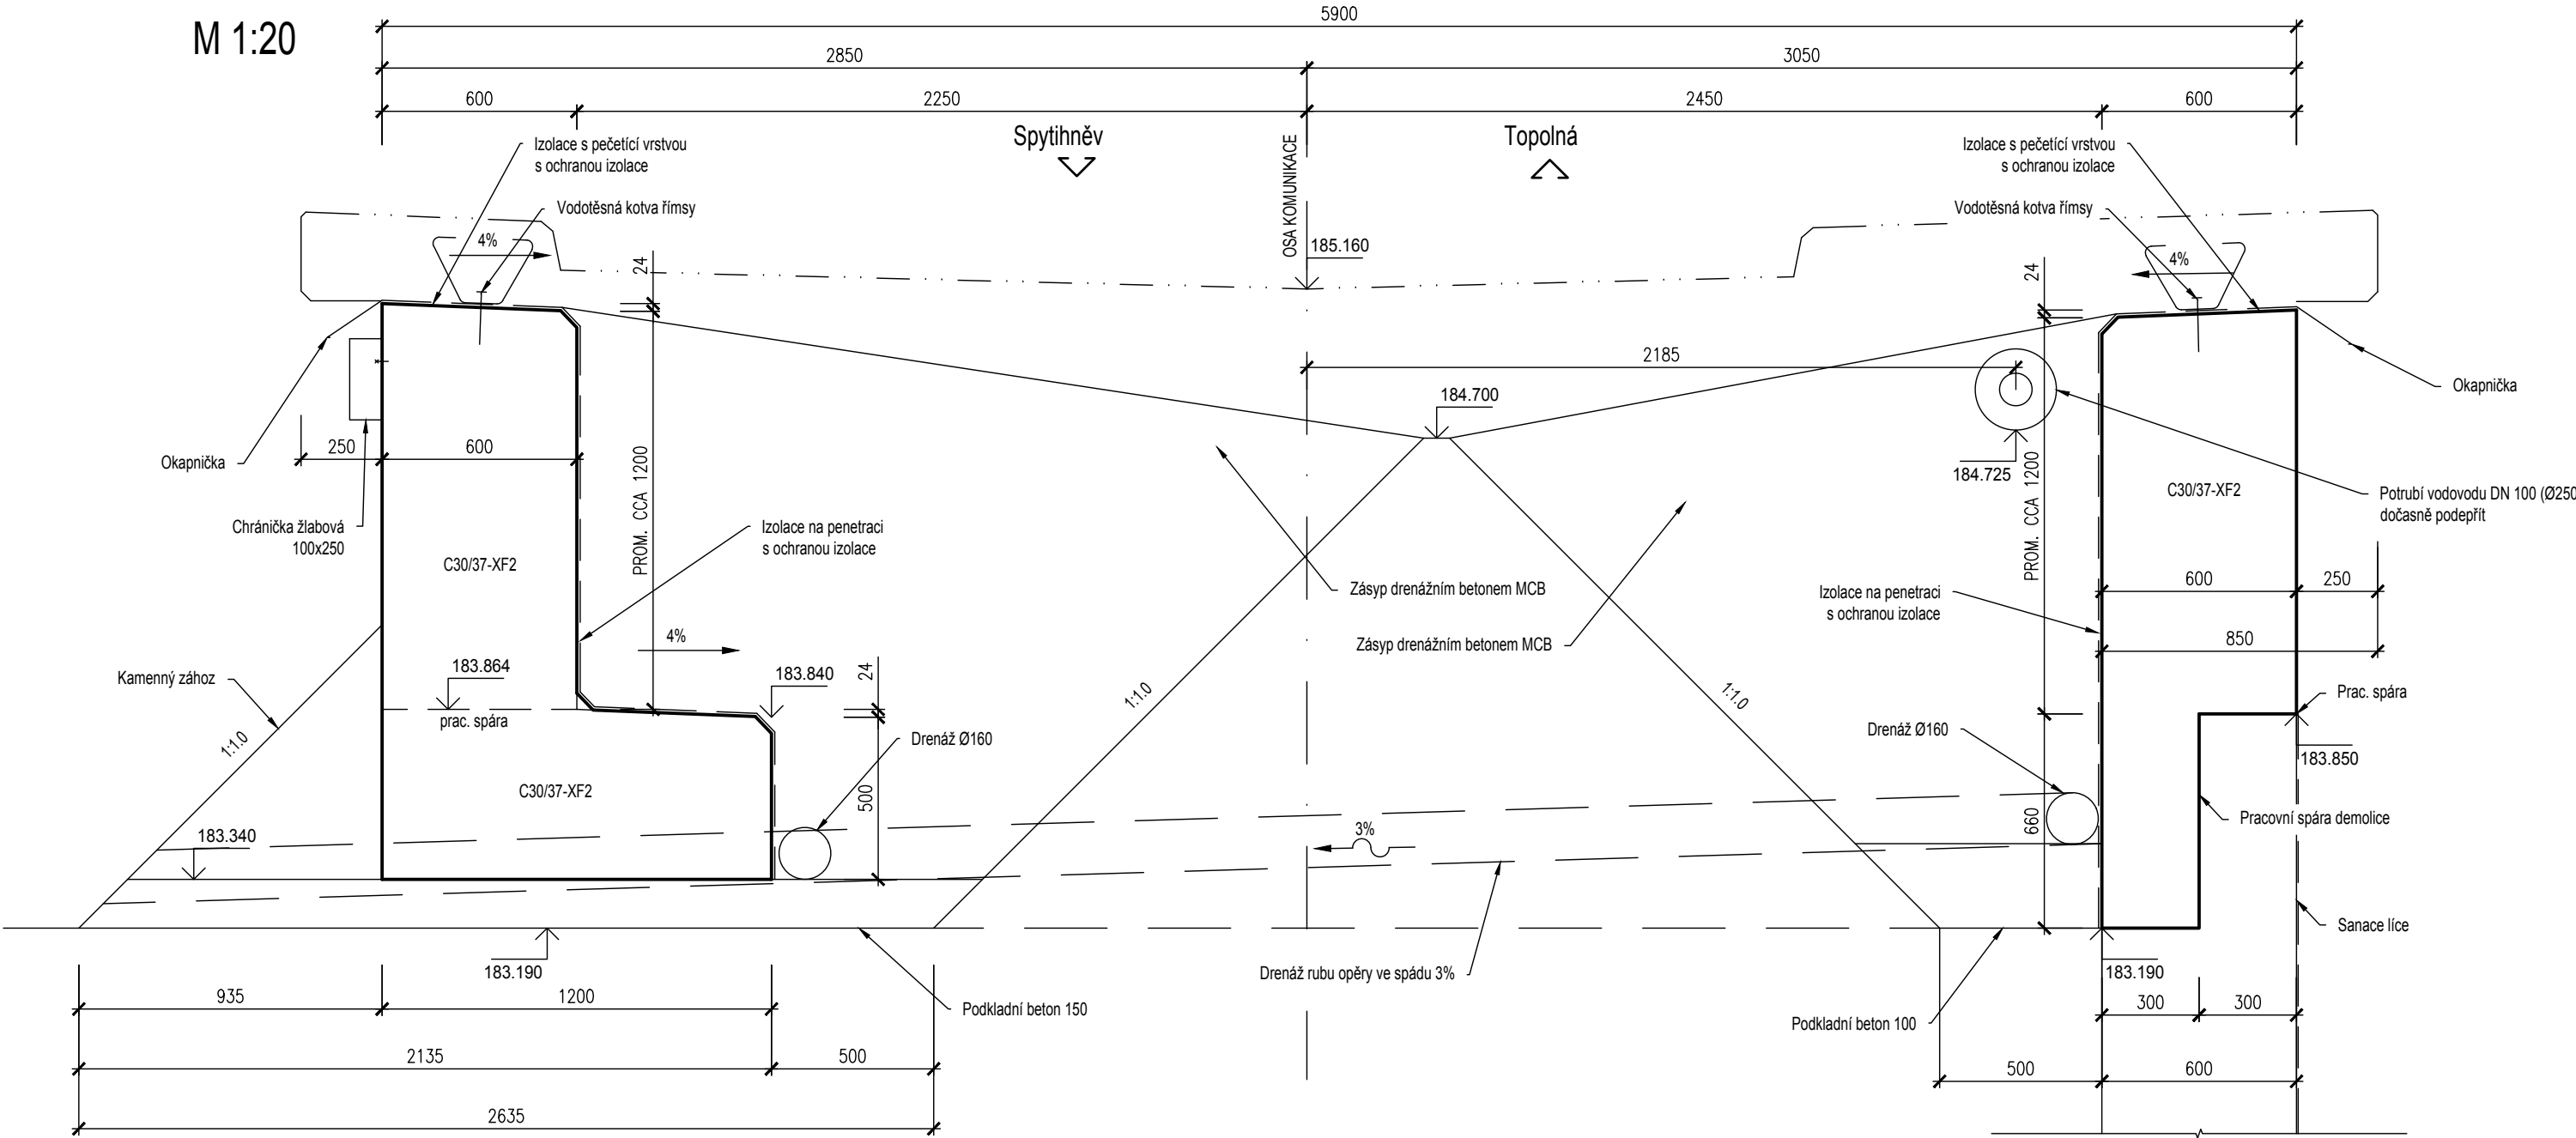 M 1:20
5900
2850
3050
600
2250
2450
600
Spytihněv
Topolná
OSA KOMUNIKACE
Izolace s pečetící vrstvou
s ochranou izolace
Izolace s pečetící vrstvou
s ochranou izolace
Vodotěsná kotva římsy
Vodotěsná kotva římsy
4%
4%
185.160
24
24
2185
184.700
184.725
Okapnička
Okapnička
250
600
PROM. CCA 1200
PROM. CCA 1200
C30/37-XF2
Potrubí vodovodu DN 100 (Ø250
dočasně podepřít
Chránička žlabová
100x250
Izolace na penetraci
s ochranou izolace
C30/37-XF2
Zásyp drenážním betonem MCB
Izolace na penetraci
s ochranou izolace
600
250
850
Zásyp drenážním betonem MCB
4%
183.864
183.840
24
Kamenný zához
prac. spára
1:1.0
1:1.0
1:1.0
Prac. spára
Drenáž Ø160
Drenáž Ø160
183.850
C30/37-XF2
500
660
Pracovní spára demolice
183.340
3%
Sanace líce
183.190
Drenáž rubu opěry ve spádu 3%
183.190
935
1200
Podkladní beton 150
Podkladní beton 100
300
300
2135
500
500
600
2635